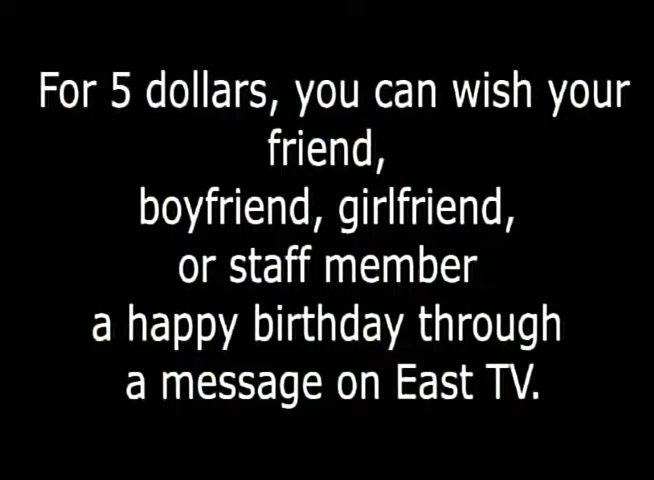 For 5 dollars, you can wish your
friend,
boyfriend, girlfriend,
or staff member
a happy birthday through
a message on East TV.